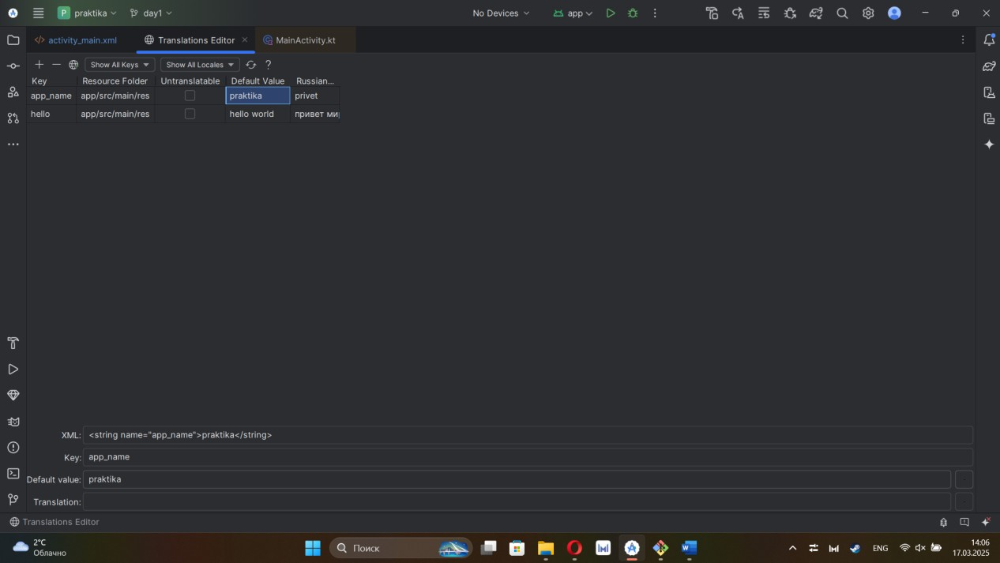 P praktika day1 No Devices app
activity_main.xml Translations Editor MainActivity.kt
Show All Keys Show All Locales ?
Key Resource Folder Untranslatable Default Value Russian...
app_name app/src/main/res praktika privet
hello app/src/main/res hello world привет
XML: <string name="app_name">praktika</string>
Key: app_name
Default value: praktika
Translation:
Translations Editor
2°C
Облачно
Поиск
ENG
14:06
17.03.2025